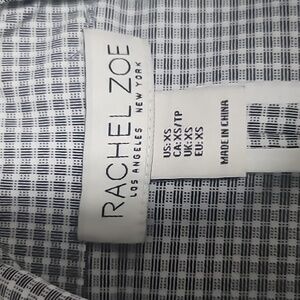 RACHEL ZOE
LOS ANGELES NEW YORK
US: XS
CA: XS/TP
UK: XS
EU: XS
MADE IN CHINA